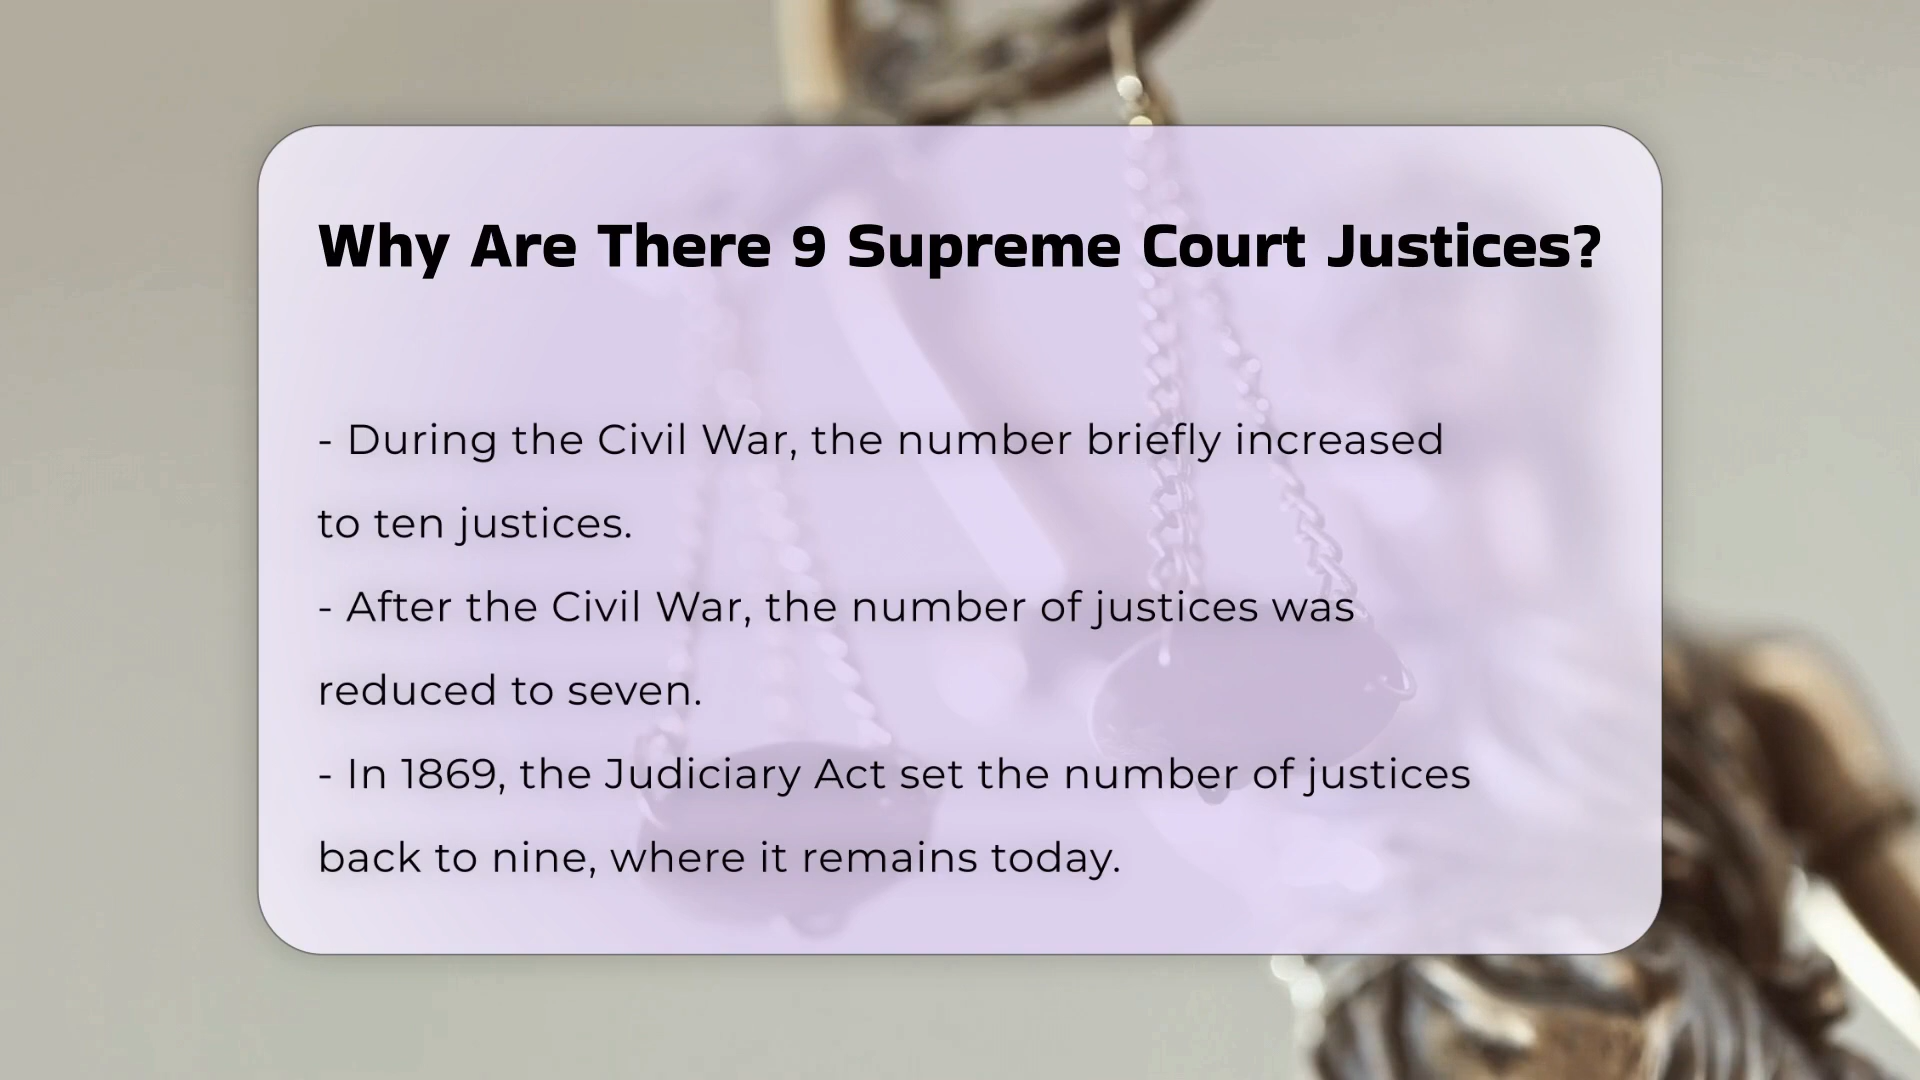 Why Are There 9 Supreme Court Justices?
- During the Civil War, the number briefly increased
to ten justices.
- After the Civil War, the number of justices was
reduced to seven.
- In 1869, the Judiciary Act set the number of justices
back to nine, where it remains today.